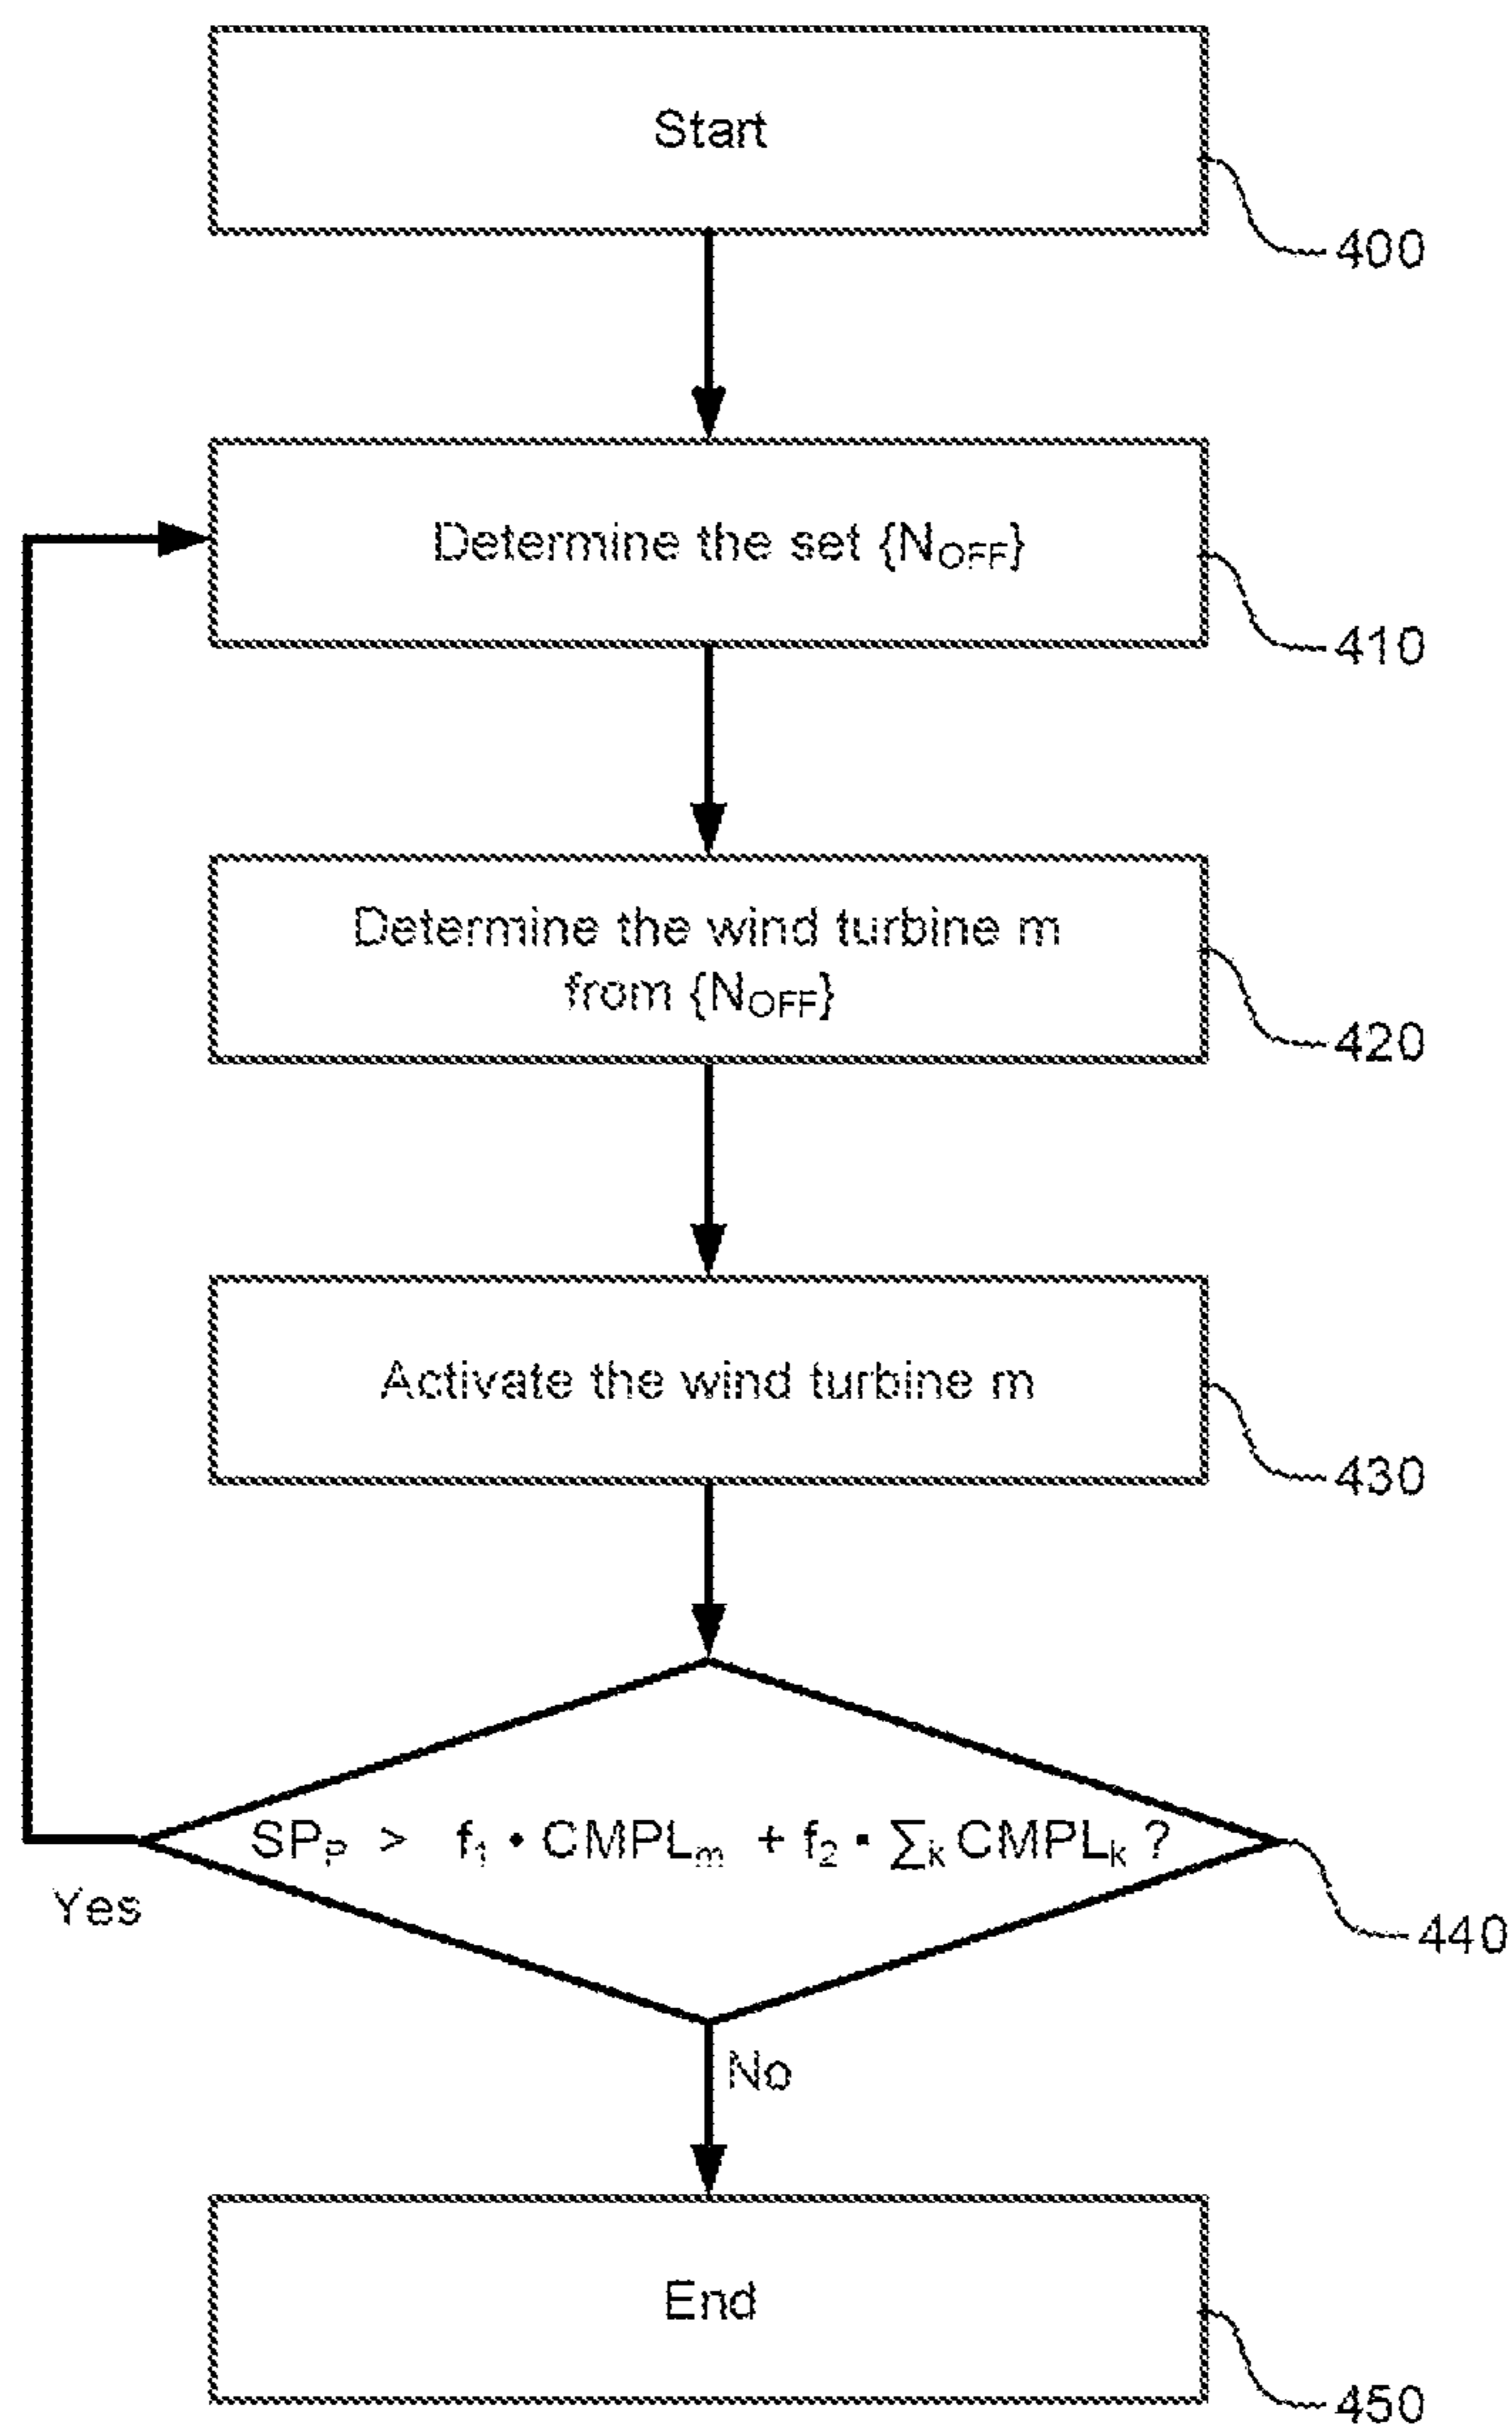 Start
400
Determine the set {N_OFF}
410
Determine the wind turbine m
from {N_OFF}
420
Activate the wind turbine m
430
SP_P > f_1 • CMPL_m + f_2 ▪ ∑_k CMPL_k ?
Yes
440
No
End
450